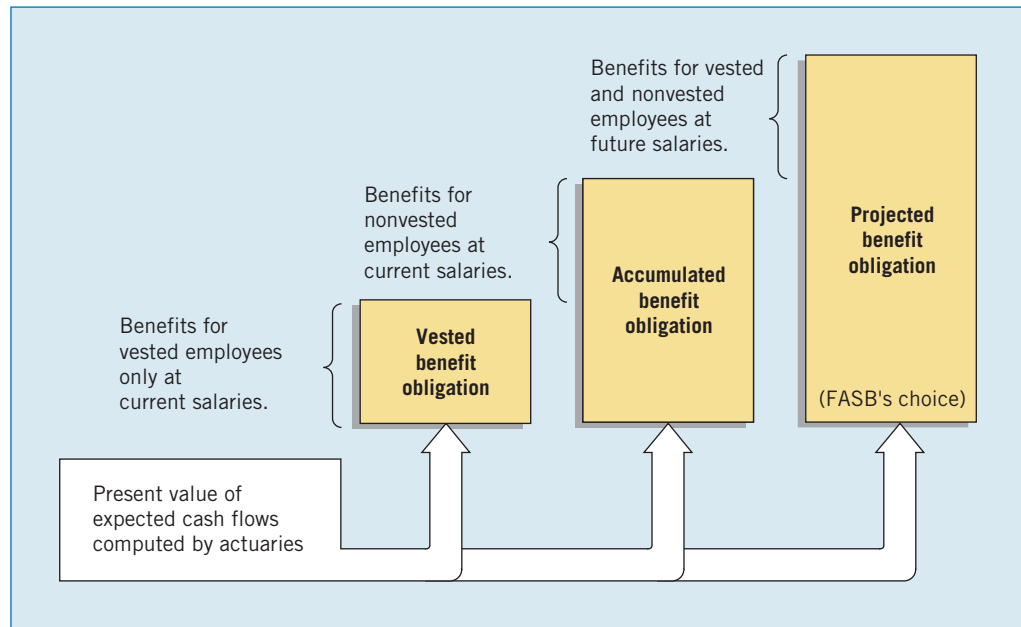 Benefits for vested
and nonvested
employees at
future salaries.
Benefits for
nonvested
employees at
current salaries.
Benefits for
vested employees
only at
current salaries.
Vested
benefit
obligation
Accumulated
benefit
obligation
Projected
benefit
obligation
(FASB's choice)
Present value of
expected cash flows
computed by actuaries